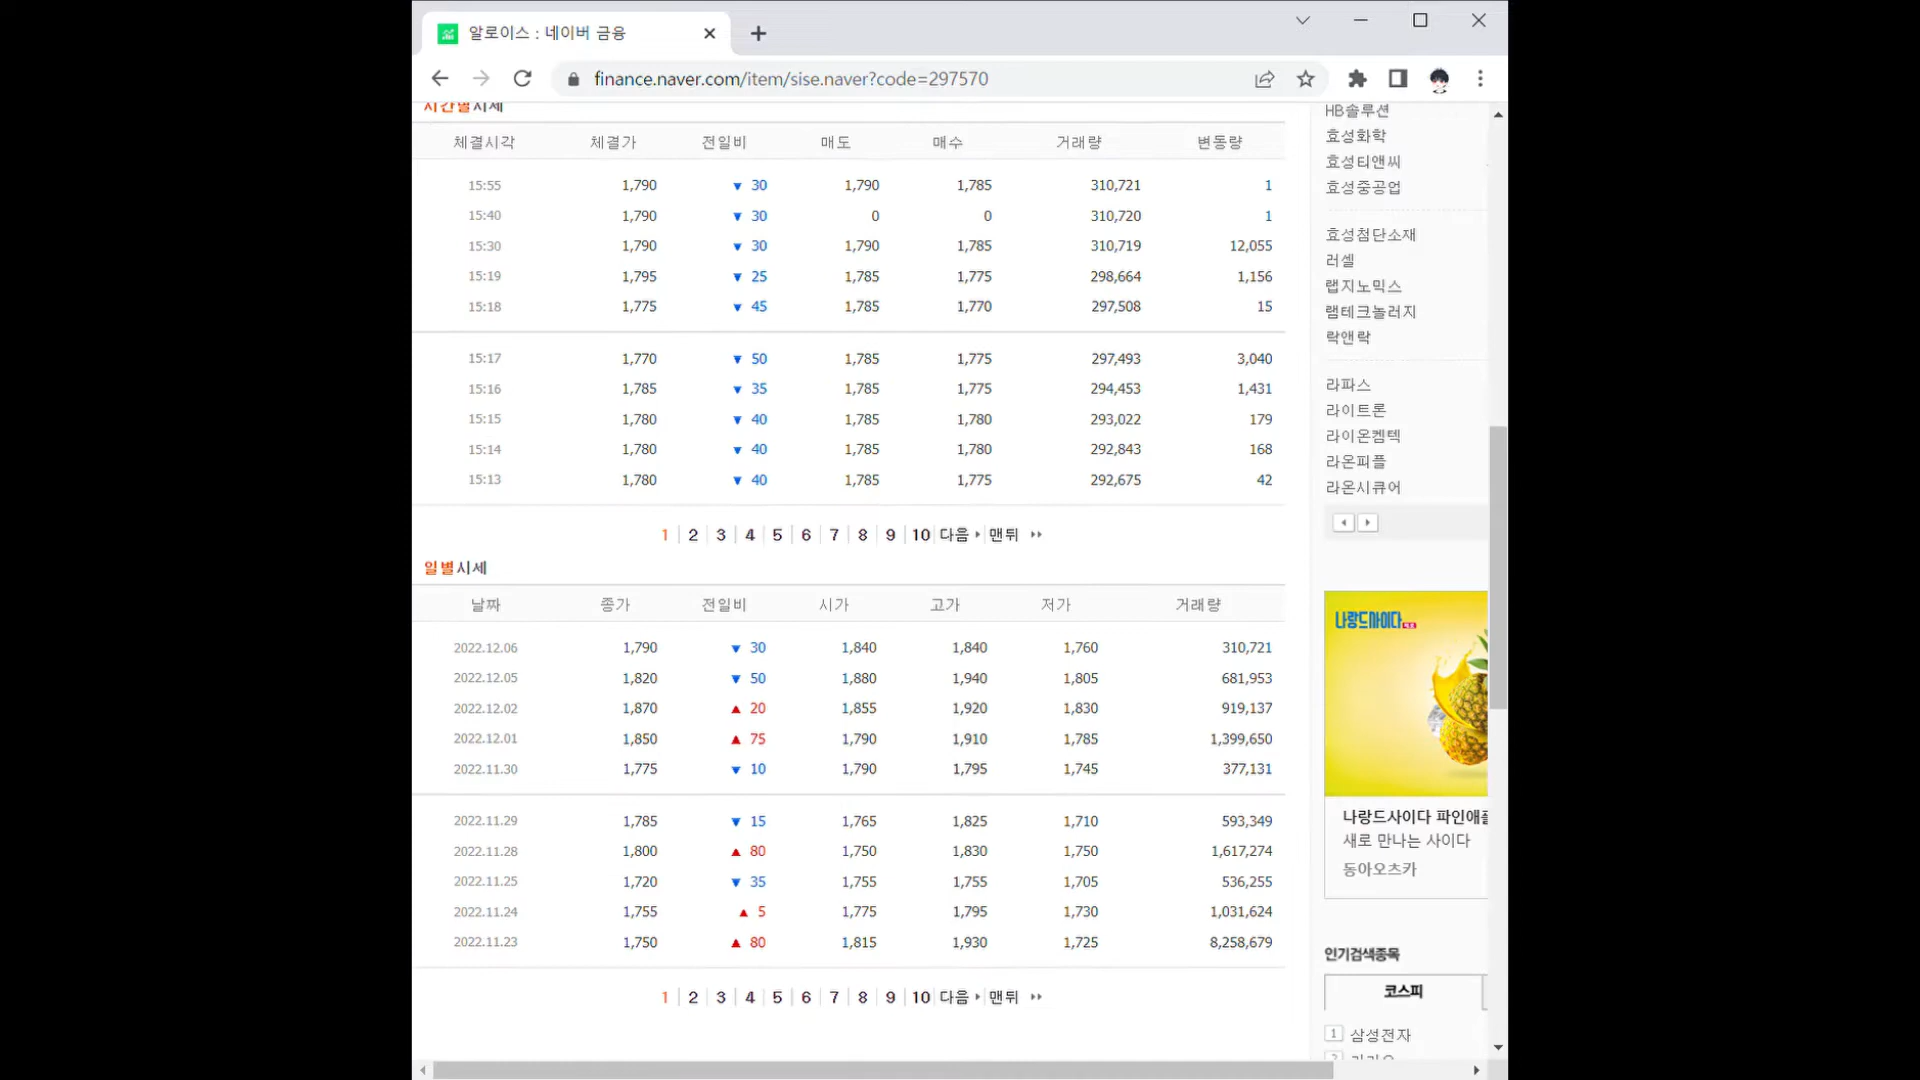 알로이스 : 네이버 금융
finance.naver.com/item/sise.naver?code=297570
시간별시세
체결시각 체결가 전일비 매도 매수 거래량 변동량
15:55 1,790 ▼ 30 1,790 1,785 310,721 1
15:40 1,790 ▼ 30 0 0 310,720 1
15:30 1,790 ▼ 30 1,790 1,785 310,719 12,055
15:19 1,795 ▼ 25 1,785 1,775 298,664 1,156
15:18 1,775 ▼ 45 1,785 1,770 297,508 15
15:17 1,770 ▼ 50 1,785 1,775 297,493 3,040
15:16 1,785 ▼ 35 1,785 1,775 294,453 1,431
15:15 1,780 ▼ 40 1,785 1,780 293,022 179
15:14 1,780 ▼ 40 1,785 1,780 292,843 168
15:13 1,780 ▼ 40 1,785 1,775 292,675 42
1 2 3 4 5 6 7 8 9 10 다음 맨뒤
일별시세
날짜 종가 전일비 시가 고가 저가 거래량
2022.12.06 1,790 ▼ 30 1,840 1,840 1,760 310,721
2022.12.05 1,820 ▼ 50 1,880 1,940 1,805 681,953
2022.12.02 1,870 ▲ 20 1,855 1,920 1,830 919,137
2022.12.01 1,850 ▲ 75 1,790 1,910 1,785 1,399,650
2022.11.30 1,775 ▼ 10 1,790 1,795 1,745 377,131
2022.11.29 1,785 ▼ 15 1,765 1,825 1,710 593,349
2022.11.28 1,800 ▲ 80 1,750 1,830 1,750 1,617,274
2022.11.25 1,720 ▼ 35 1,755 1,755 1,705 536,255
2022.11.24 1,755 ▲ 5 1,775 1,795 1,730 1,031,624
2022.11.23 1,750 ▲ 80 1,815 1,930 1,725 8,258,679
1 2 3 4 5 6 7 8 9 10 다음 맨뒤
HB솔루션
효성화학
효성티앤씨
효성중공업
효성첨단소재
러셀
랩지노믹스
램테크놀러지
락앤락
라파스
라이트론
라이온켐텍
라온피플
라온시큐어
나랑드사이다
나랑드사이다 파인애플
새로 만나는 사이다
동아오츠카
인기검색종목
코스피
1 삼성전자